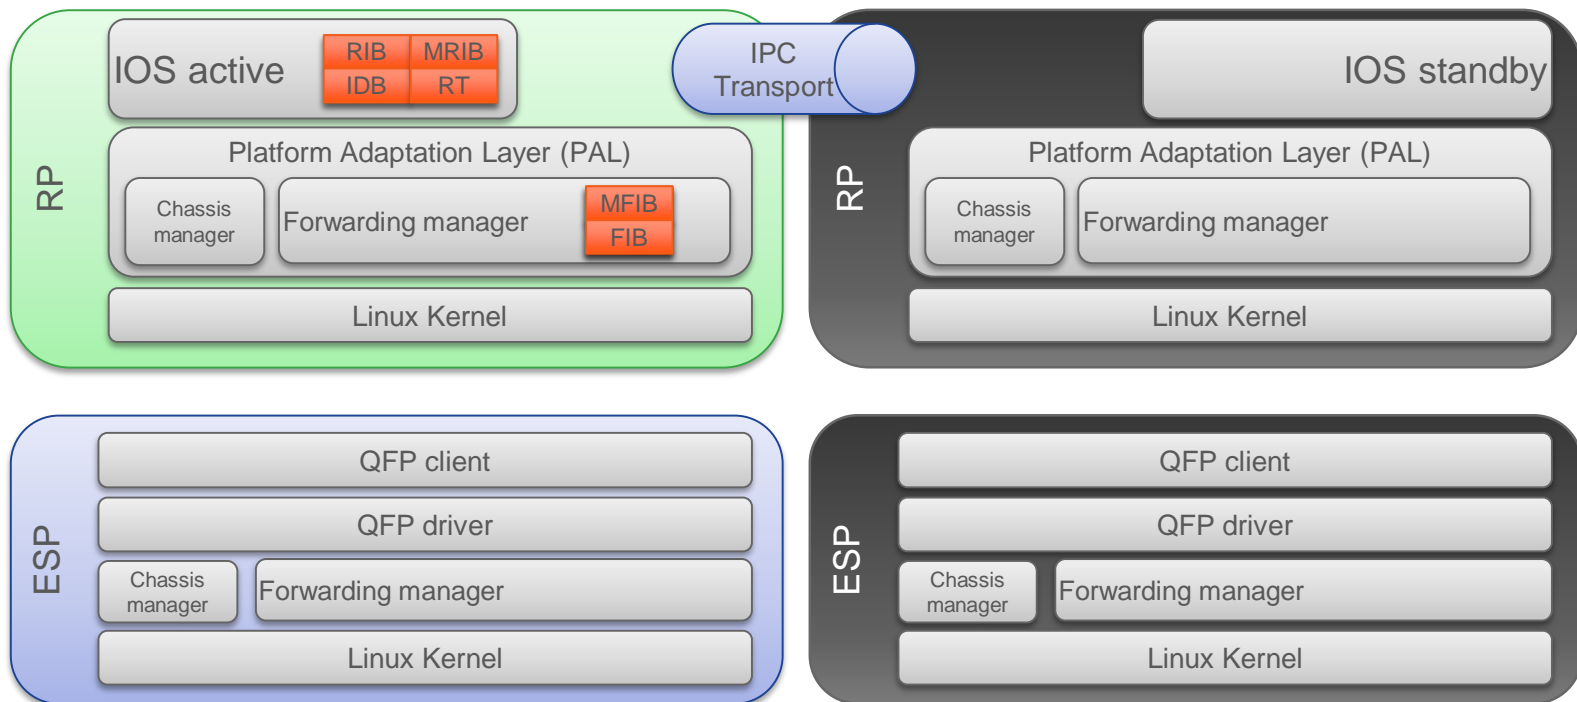 RP
IOS active
RIB
MRIB
IDB
RT
Platform Adaptation Layer (PAL)
Chassis
manager
Forwarding manager
MFIB
FIB
Linux Kernel
IPC
Transport
RP
IOS standby
Platform Adaptation Layer (PAL)
Chassis
manager
Forwarding manager
Linux Kernel
ESP
QFP client
QFP driver
Chassis
manager
Forwarding manager
Linux Kernel
ESP
QFP client
QFP driver
Chassis
manager
Forwarding manager
Linux Kernel